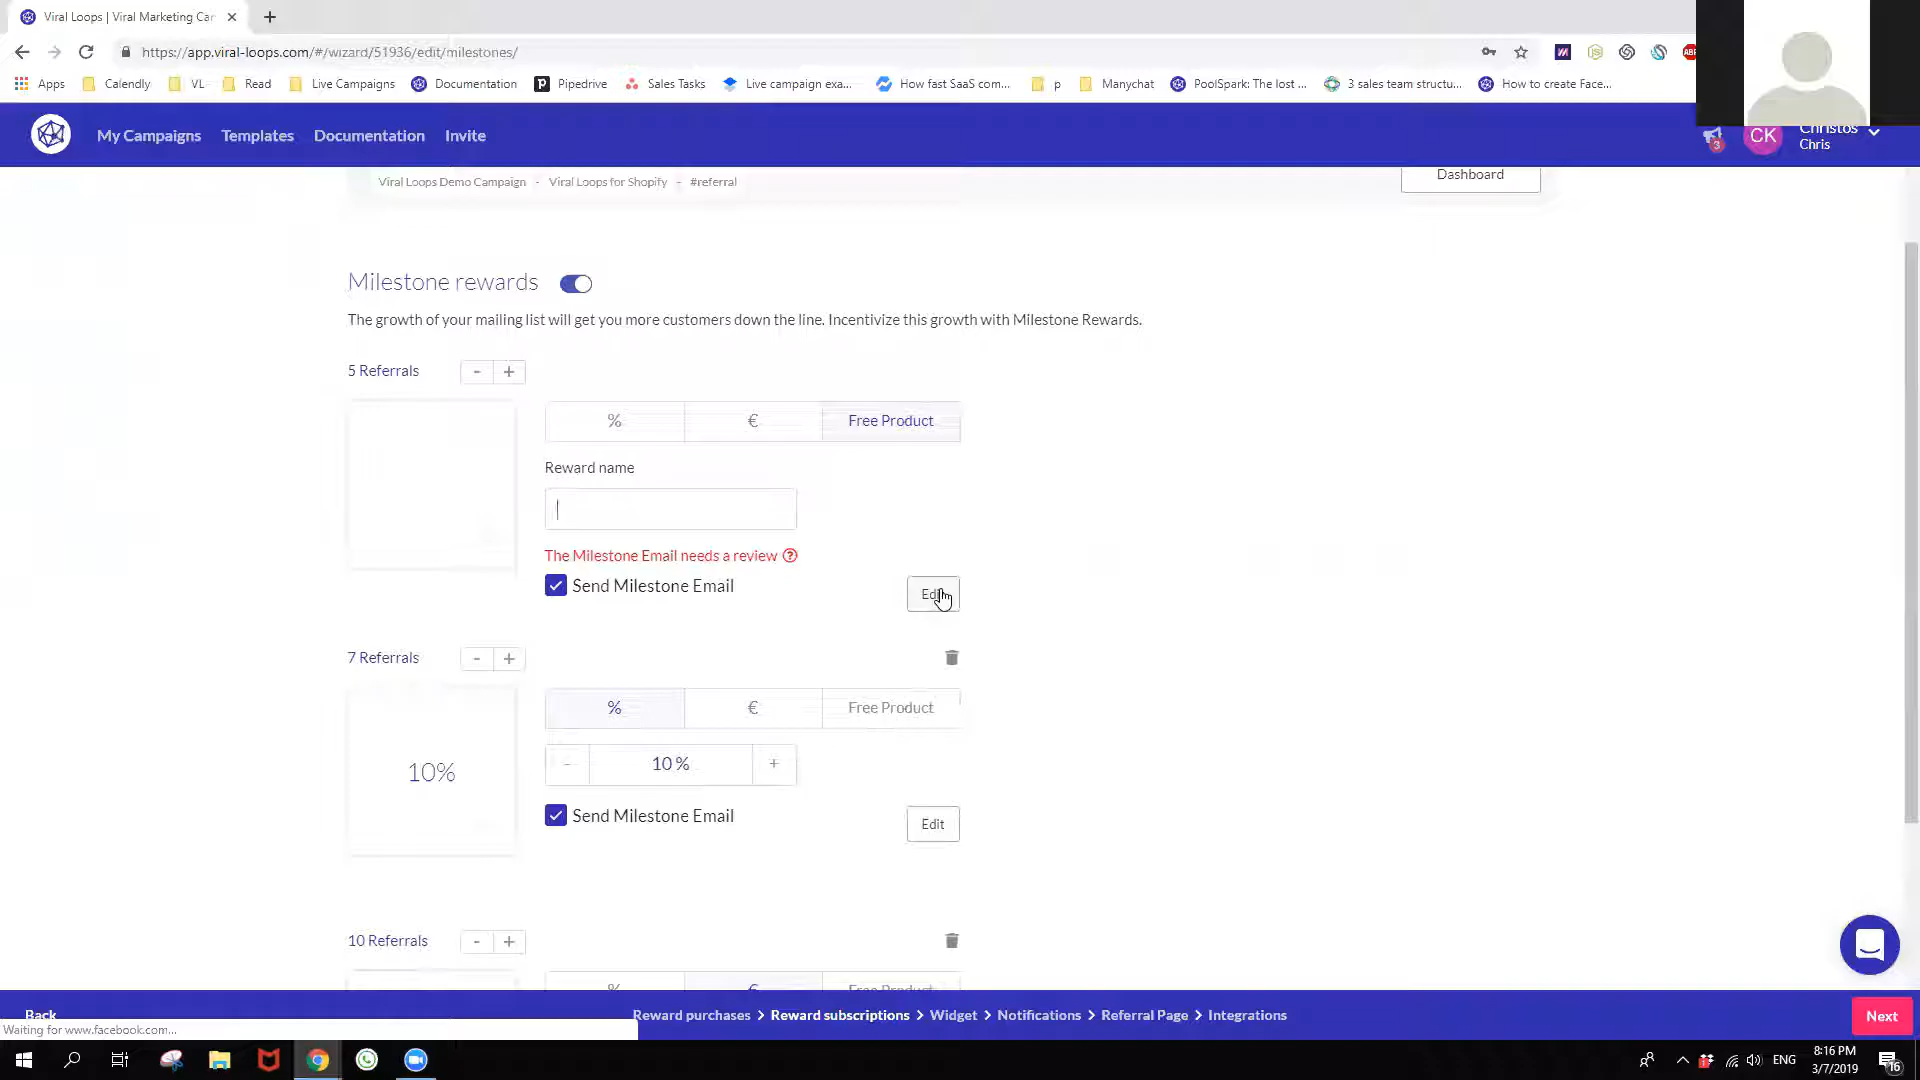 Viral Loops | Viral Marketing Car
https://app.viral-loops.com/#/wizard/51936/edit/milestones/
Apps Calendly VL Read Live Campaigns Documentation Pipedrive Sales Tasks Live campaign exa... How fast SaaS com... p Manychat PoolSpark: The lost ... 3 sales team structu... How to create Face...
My Campaigns Templates Documentation Invite
3 CK Christos
Chris
Viral Loops Demo Campaign - Viral Loops for Shopify - #referral
Dashboard
Milestone rewards
The growth of your mailing list will get you more customers down the line. Incentivize this growth with Milestone Rewards.
5 Referrals - +
% € Free Product
Reward name
The Milestone Email needs a review ?
Send Milestone Email
Edit
7 Referrals - +
% € Free Product
10%
- 10 % +
Send Milestone Email
Edit
10 Referrals - +
% € Free Product
Back
Reward purchases > Reward subscriptions > Widget > Notifications > Referral Page > Integrations
Next
Waiting for www.facebook.com...
ENG
8:16 PM
3/7/2019
16